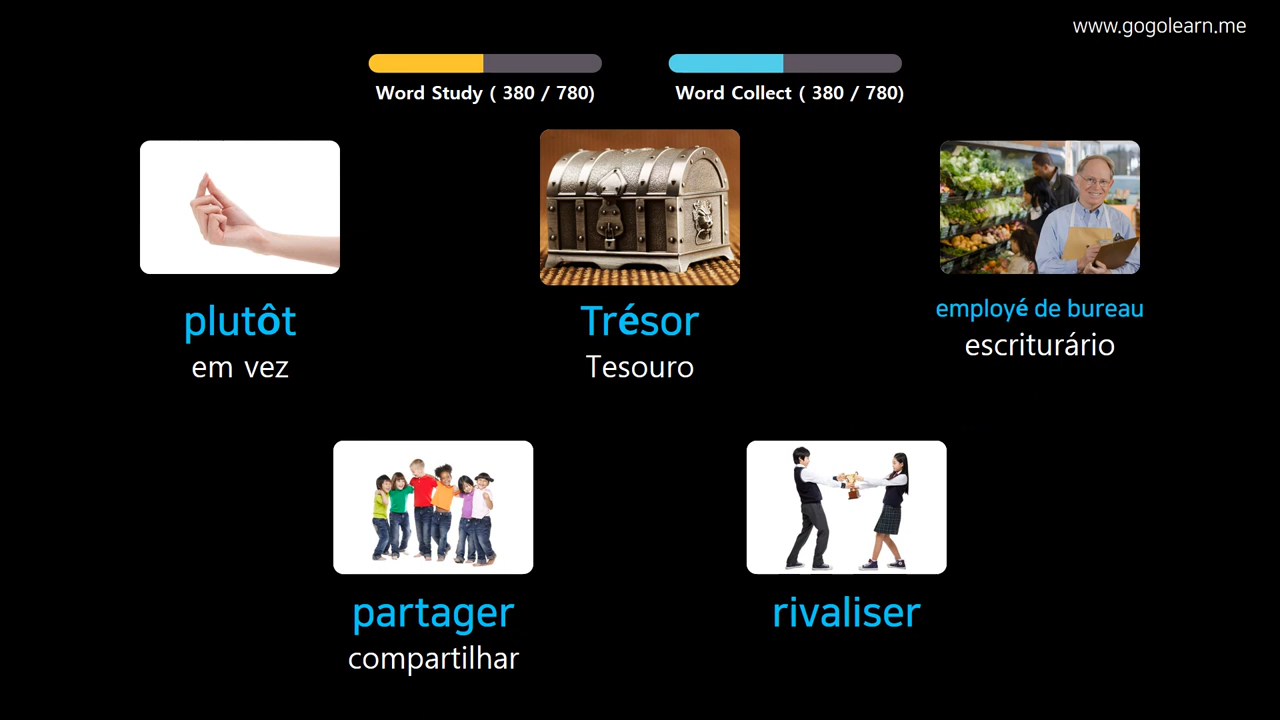 www.gogolearn.me
Word Study ( 380 / 780)
Word Collect ( 380 / 780)
plutôt
em vez
Trésor
Tesouro
employé de bureau
escriturário
partager
compartilhar
rivaliser